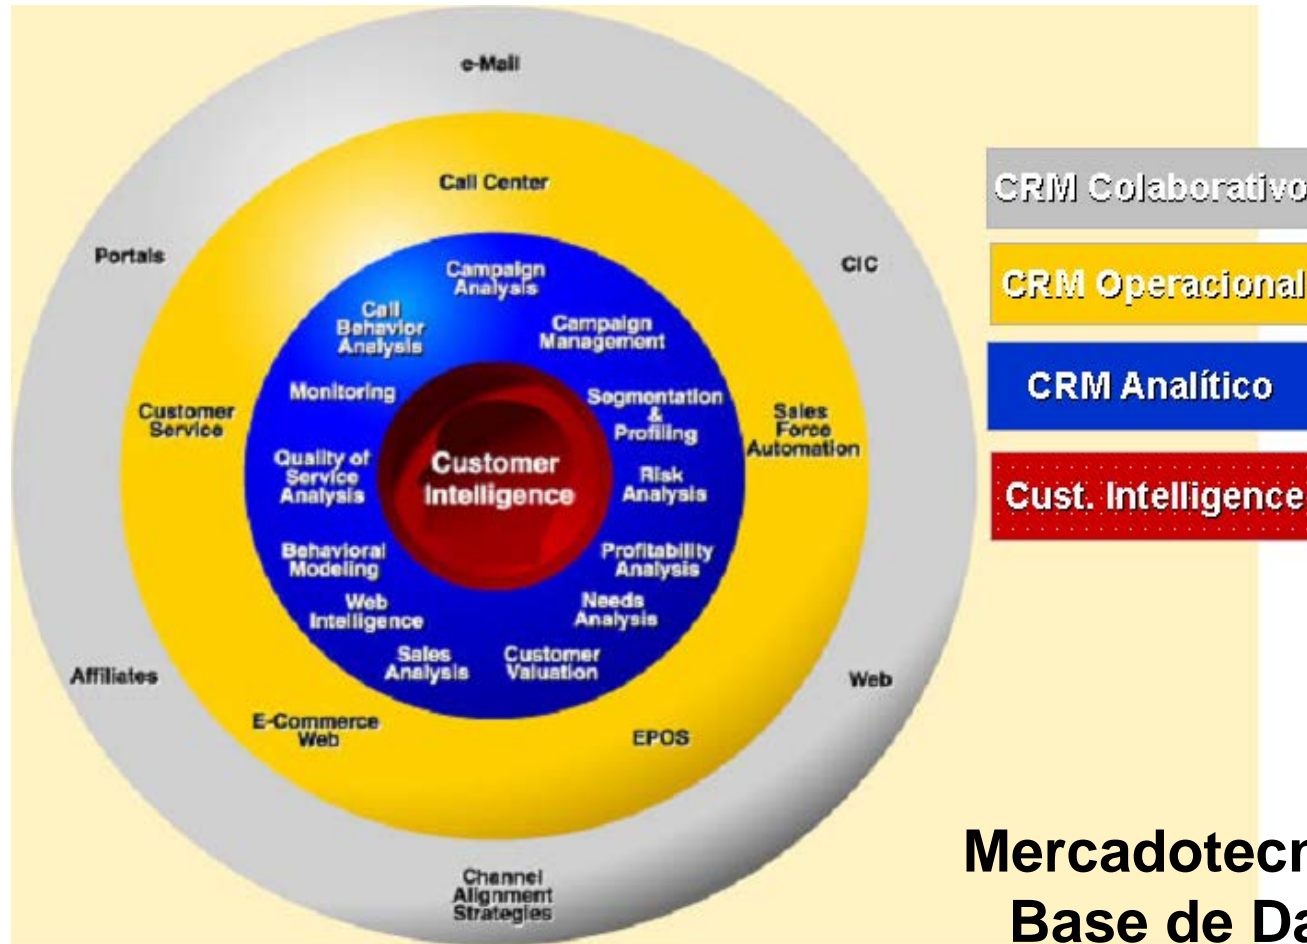 e-Mail
Call Center
Portals
CIC
Campaign
Analysis
Call
Behavior
Analysis
Campaign
Management
Monitoring
Segmentation
&
Profiling
Customer
Service
Sales
Force
Automation
Quality of
Service
Analysis
Customer
Intelligence
Risk
Analysis
Behavioral
Modeling
Profitability
Analysis
Web
Intelligence
Needs
Analysis
Sales
Analysis
Customer
Valuation
Affiliates
Web
E-Commerce
Web
EPOS
Channel
Alignment
Strategies
CRM Colaborativo
CRM Operacional
CRM Analítico
Cust. Intelligence
Base de